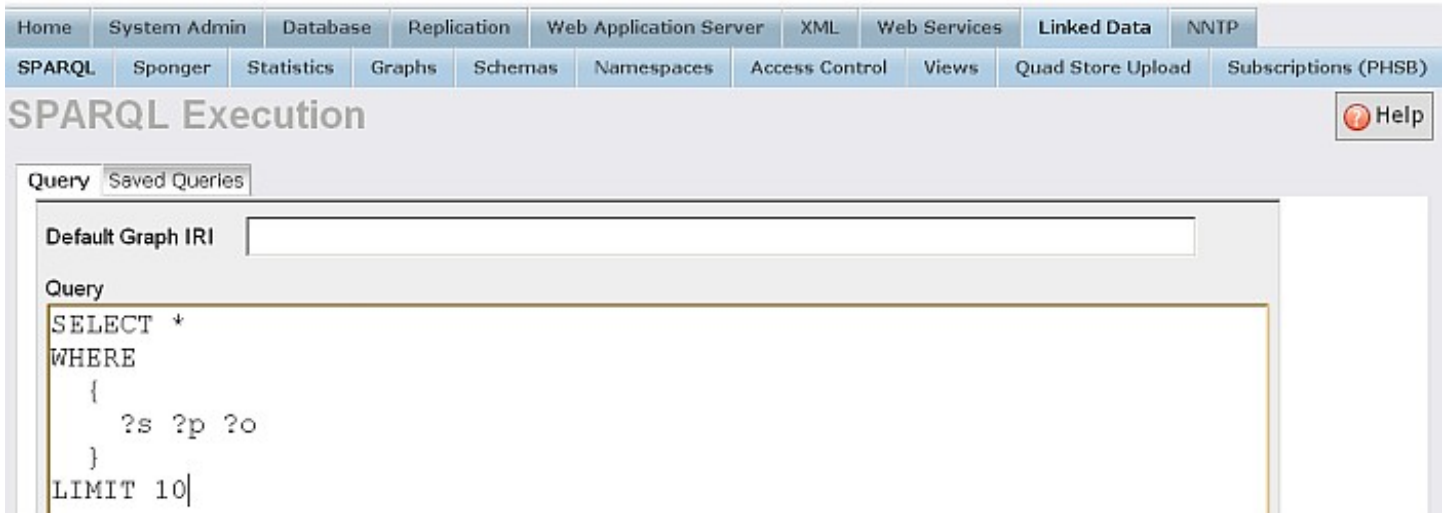 Home System Admin Database Replication Web Application Server XML Web Services Linked Data NNTP
SPARQL Sponger Statistics Graphs Schemas Namespaces Access Control Views Quad Store Upload Subscriptions (PHSB)
SPARQL Execution
Help
Query Saved Queries
Default Graph IRI
Query
SELECT *
WHERE
{
?s ?p ?o
}
LIMIT 10